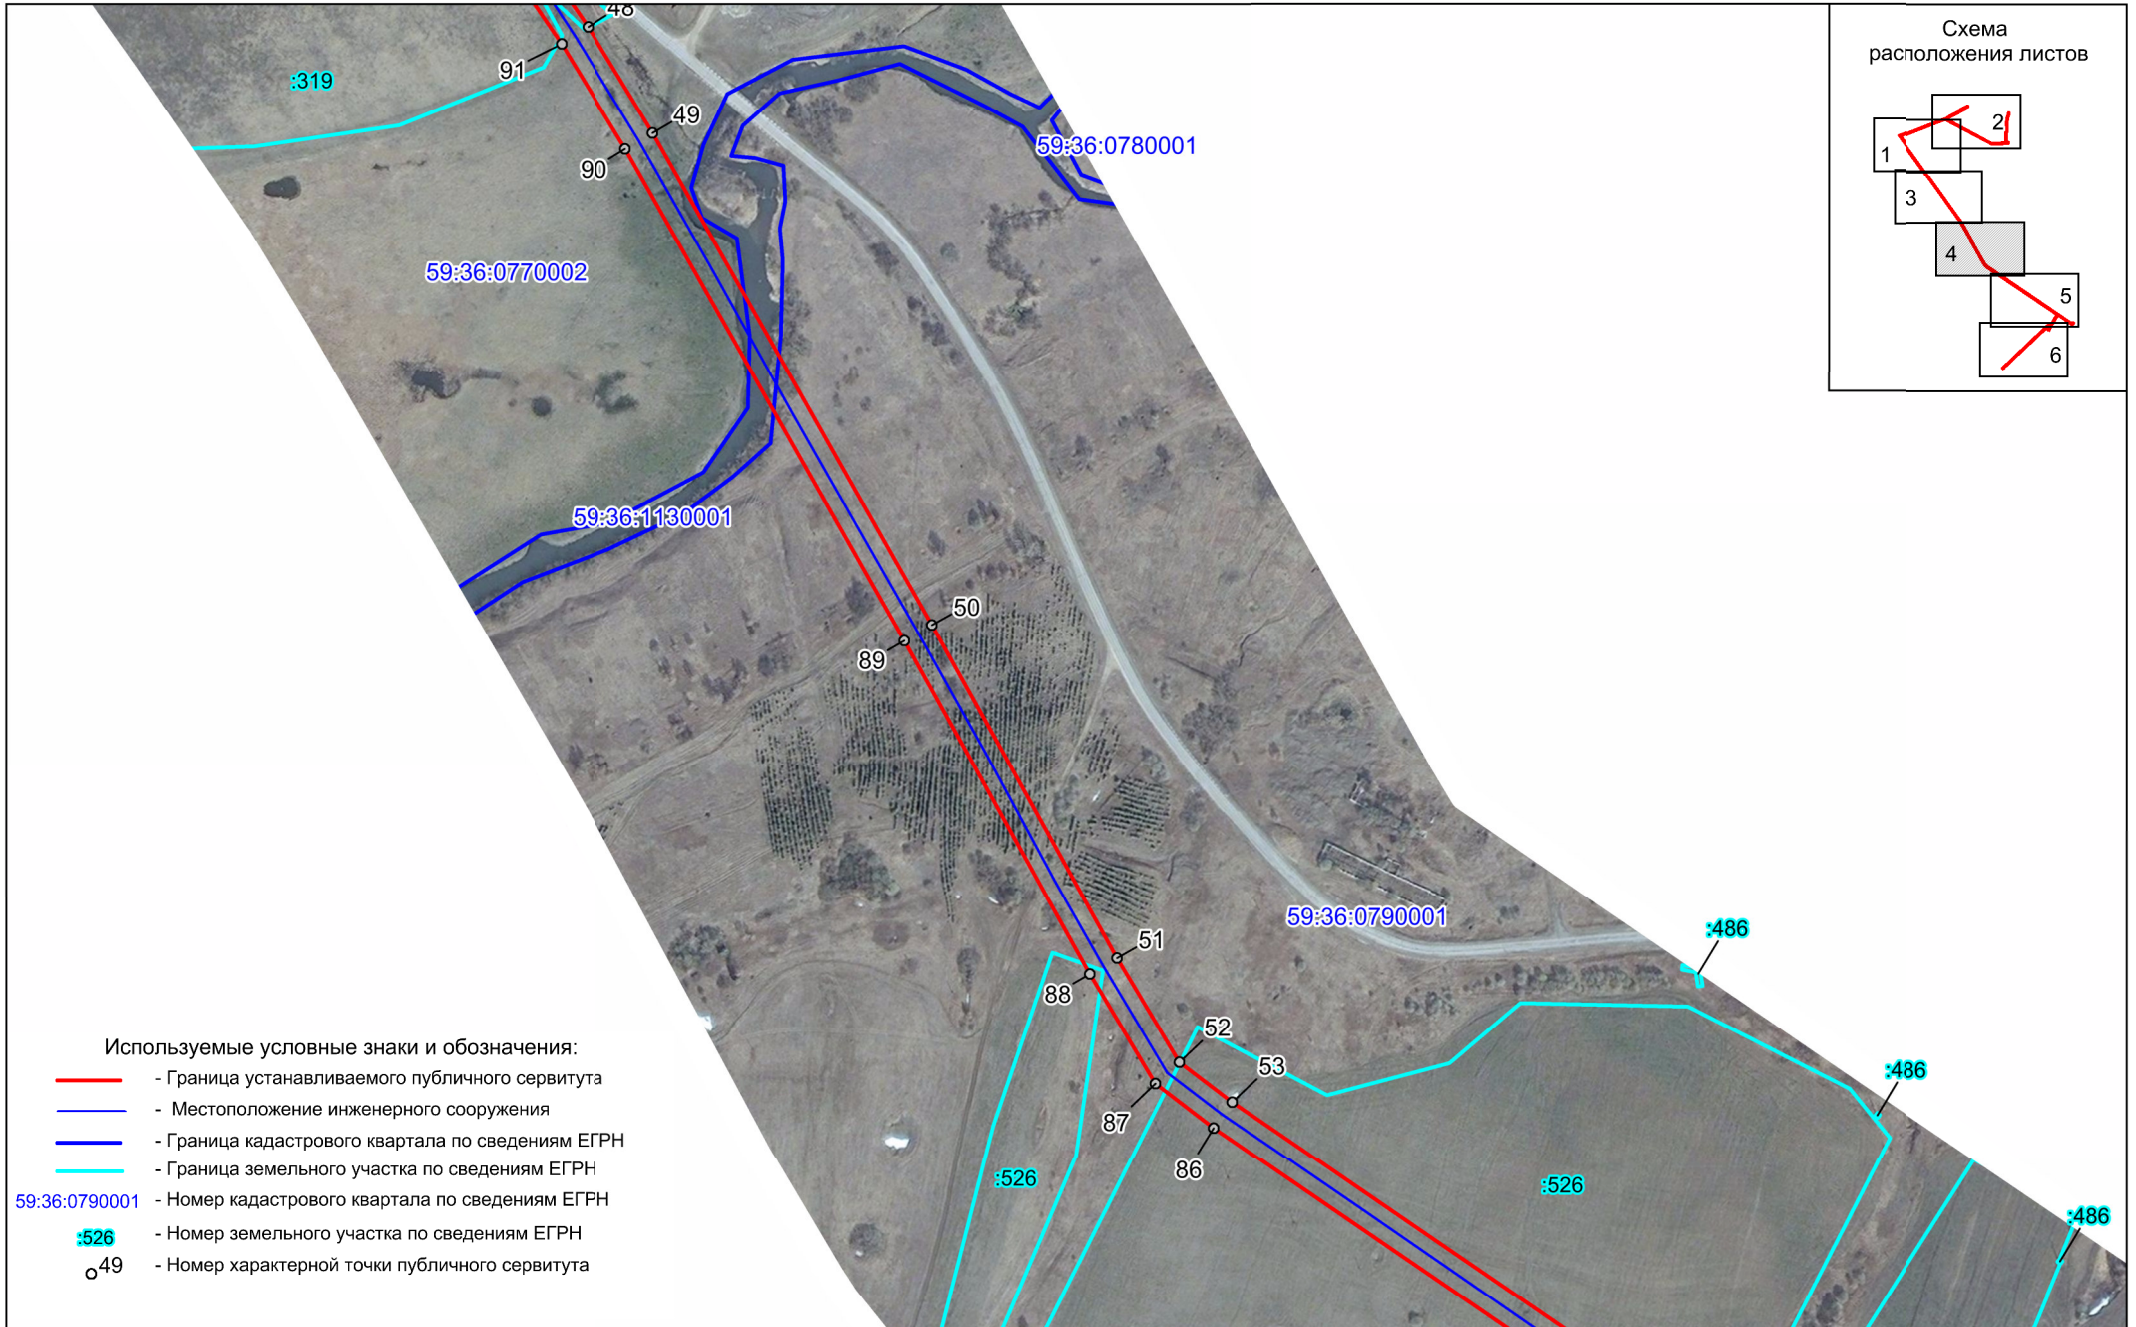 48
91
:319
49
90
59:36:0780001
59:36:0770002
59:36:1130001
50
89
59:36:0790001
51
:486
88
52
53
:486
87
86
:526
:526
:486
Схема
расположения листов
2
1
3
4
5
6
Используемые условные знаки и обозначения:
- Граница устанавливаемого публичного сервитута
- Местоположение инженерного сооружения
- Граница кадастрового квартала по сведениям ЕГРН
- Граница земельного участка по сведениям ЕГРН
59:36:0790001 - Номер кадастрового квартала по сведениям ЕГРН
:526 - Номер земельного участка по сведениям ЕГРН
49 - Номер характерной точки публичного сервитута